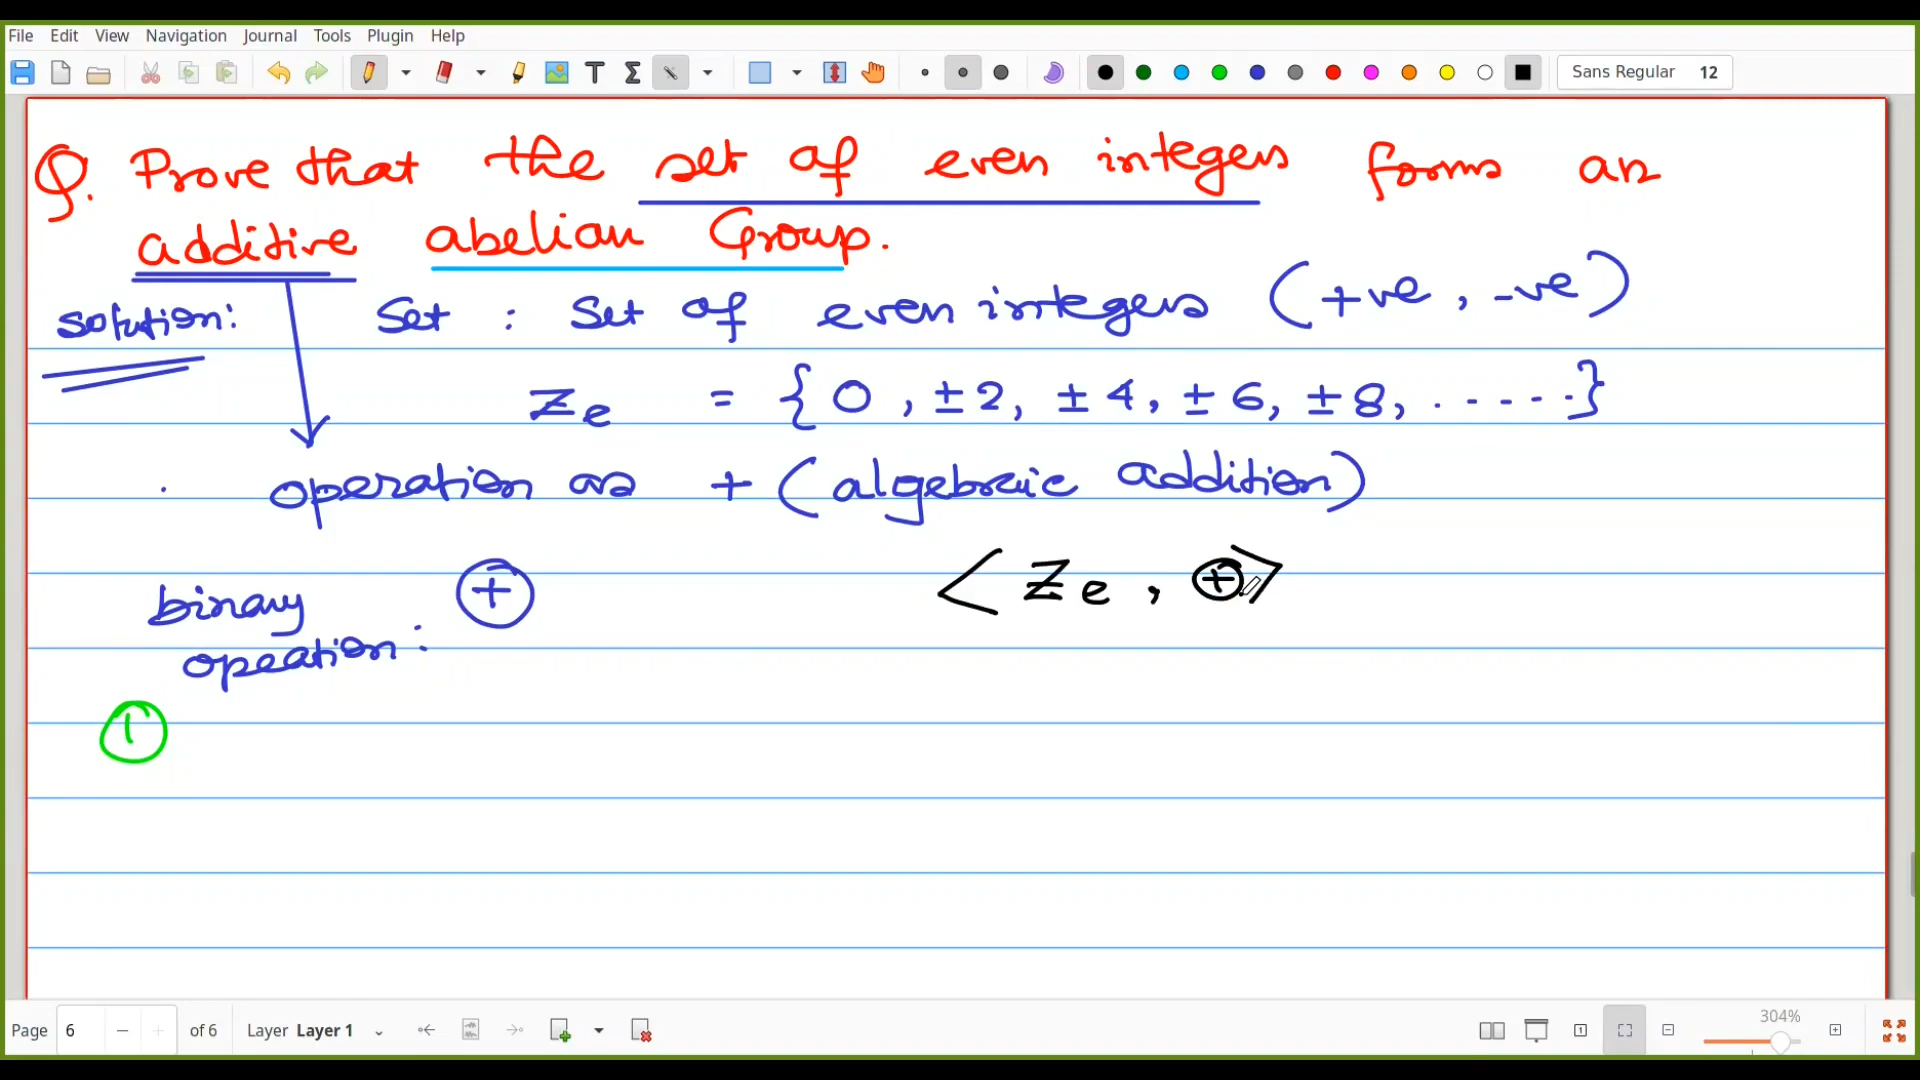 File Edit View Navigation Journal Tools Plugin Help
Sans Regular 12
Q. Prove that the set of even integers forms an
additive abelian Group.
solution: Set : Set of even integers (+ve, -ve)
Ze = {0, ±2, ±4, ±6, ±8, ......}
operation as + (algebraic addition)
binary + < Ze, + >
opeation:
1
Page 6 of 6 Layer Layer 1 304%